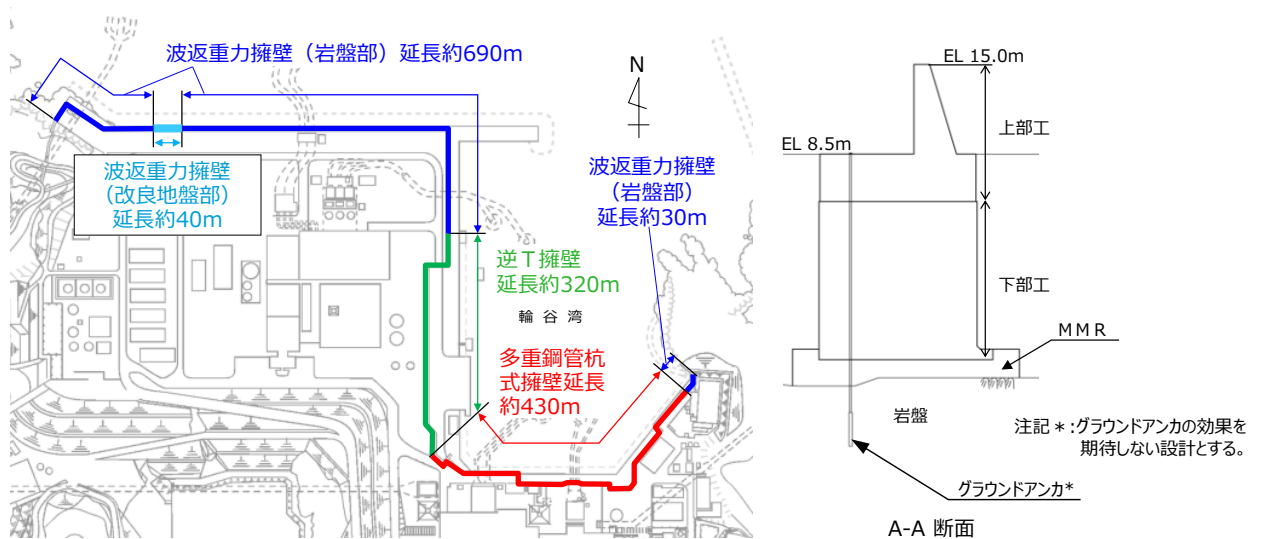 波返重力擁壁（岩盤部）延長約690m
N
波返重力擁壁
（改良地盤部）
延長約40m
波返重力擁壁
（岩盤部）
延長約30m
逆Ｔ擁壁
延長約320m
輪 谷 湾
多重鋼管杭
式擁壁延長
約430m
EL 15.0m
上部工
EL 8.5m
下部工
ＭＭＲ
岩盤
注記＊:グラウンドアンカの効果を
期待しない設計とする。
グラウンドアンカ*
A-A 断面